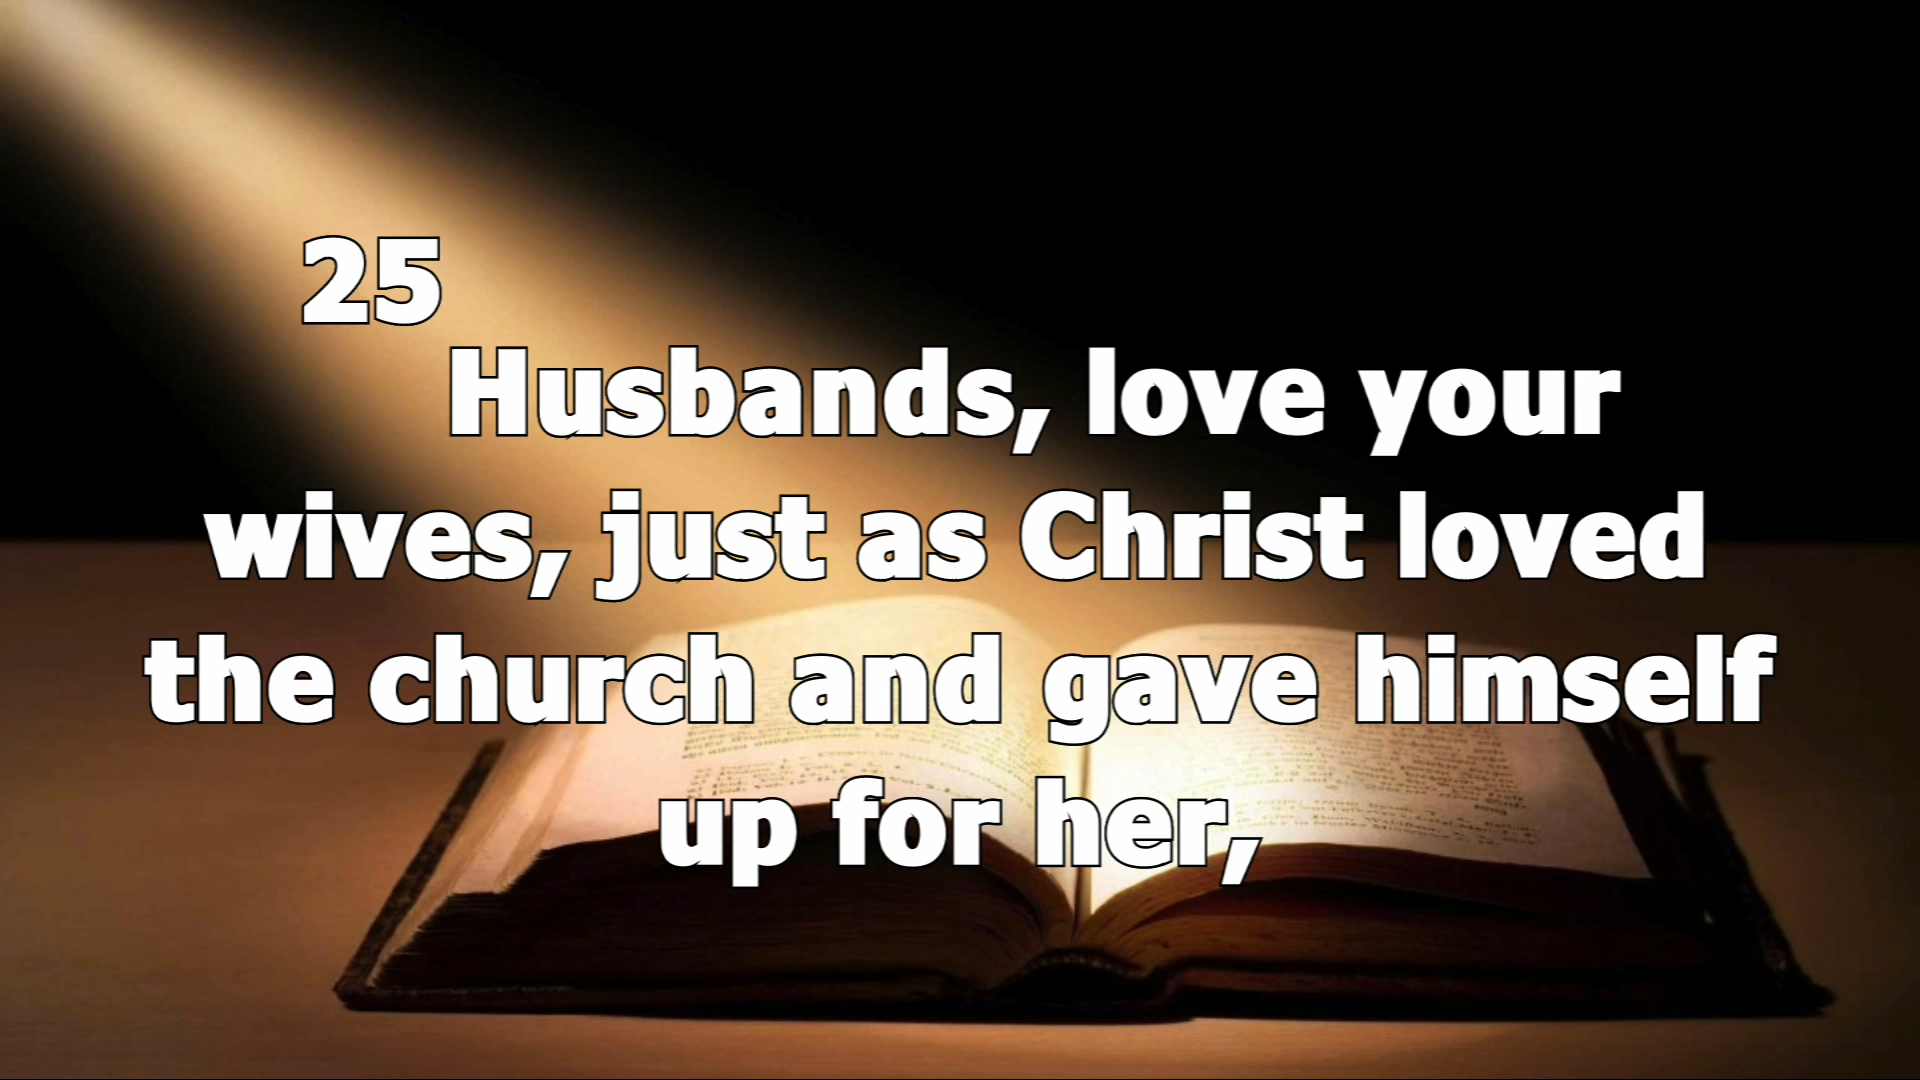 25
Husbands, love your
wives, just as Christ loved
the church and gave himself
up for her,